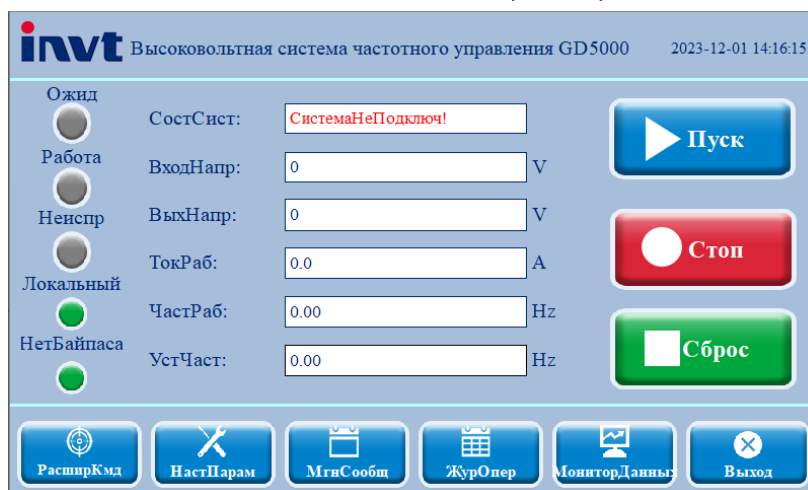 invt Высоковольтная система частотного управления GD5000 2023-12-01 14:16:15
Ожид
СостСист: СистемаНеПодключ!
Пуск
Работа
ВходНапр: 0 V
Неиспр
ВыхНапр: 0 V
Стоп
ТокРаб: 0.0 A
Локальный
ЧастРаб: 0.00 Hz
НетБайпаса
УстЧаст: 0.00 Hz
Сброс
РасширКмд НастПарам МгнСообщ ЖурОпер МониторДанных Выход